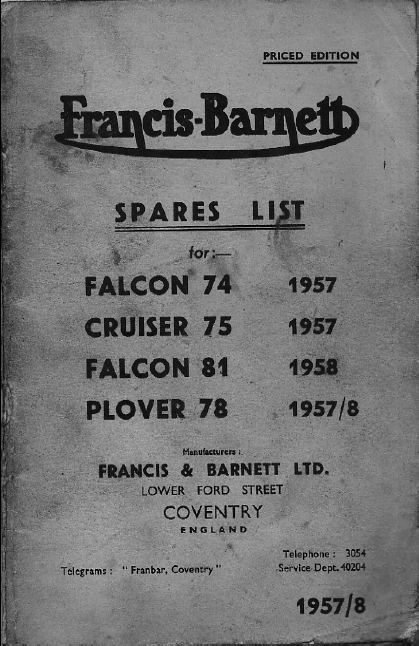 PRICED EDITION
Francis-Barnett
SPARES LIST
for:—
FALCON 74 1957
CRUISER 75 1957
FALCON 81 1958
PLOVER 78 1957/8
Manufacturers:
FRANCIS & BARNETT LTD.
LOWER FORD STREET
COVENTRY
ENGLAND
Telephone: 3054
Telegrams: "Franbar, Coventry" Service Dept. 40204
1957/8